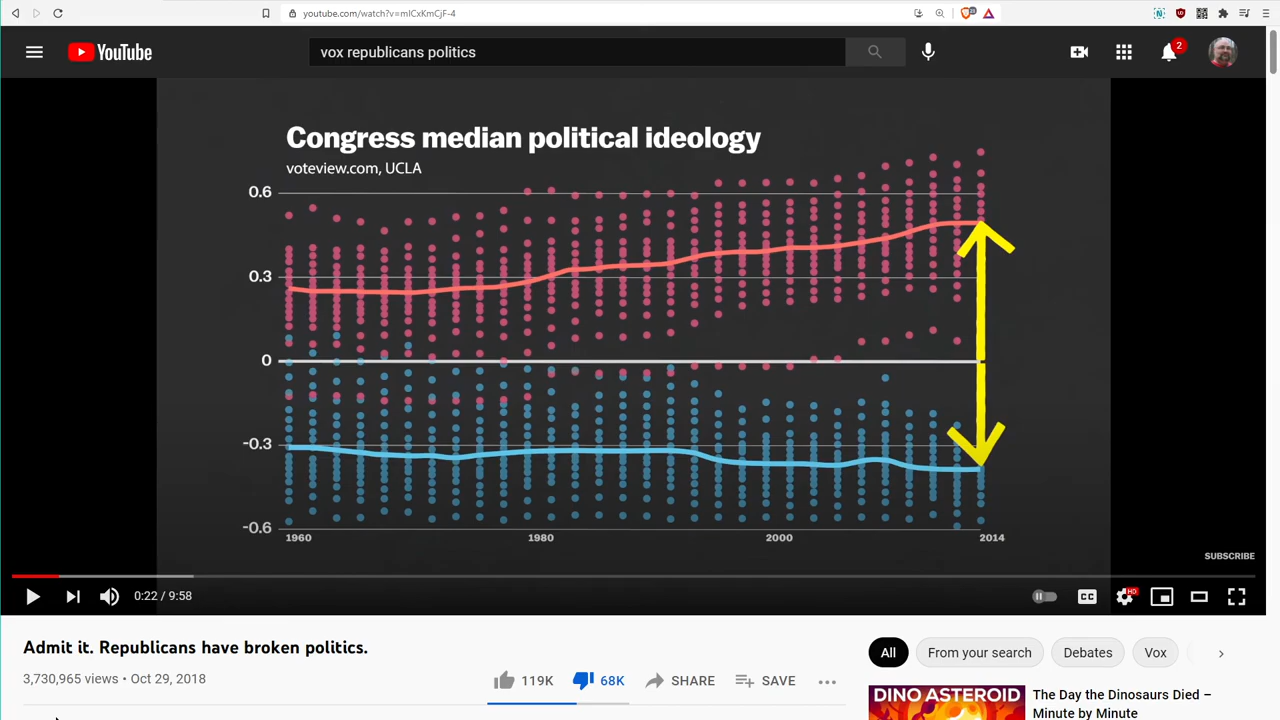 youtube.com/watch?v=mICxKmCjF-4
YouTube
vox republicans politics
2
Congress median political ideology
voteview.com, UCLA
0.6
0.3
0
-0.3
-0.6
1960 1980 2000 2014
SUBSCRIBE
0:22 / 9:58
CC
HD
Admit it. Republicans have broken politics.
3,730,965 views • Oct 29, 2018
119K 68K SHARE SAVE
All From your search Debates Vox
DINO ASTEROID
The Day the Dinosaurs Died –
Minute by Minute